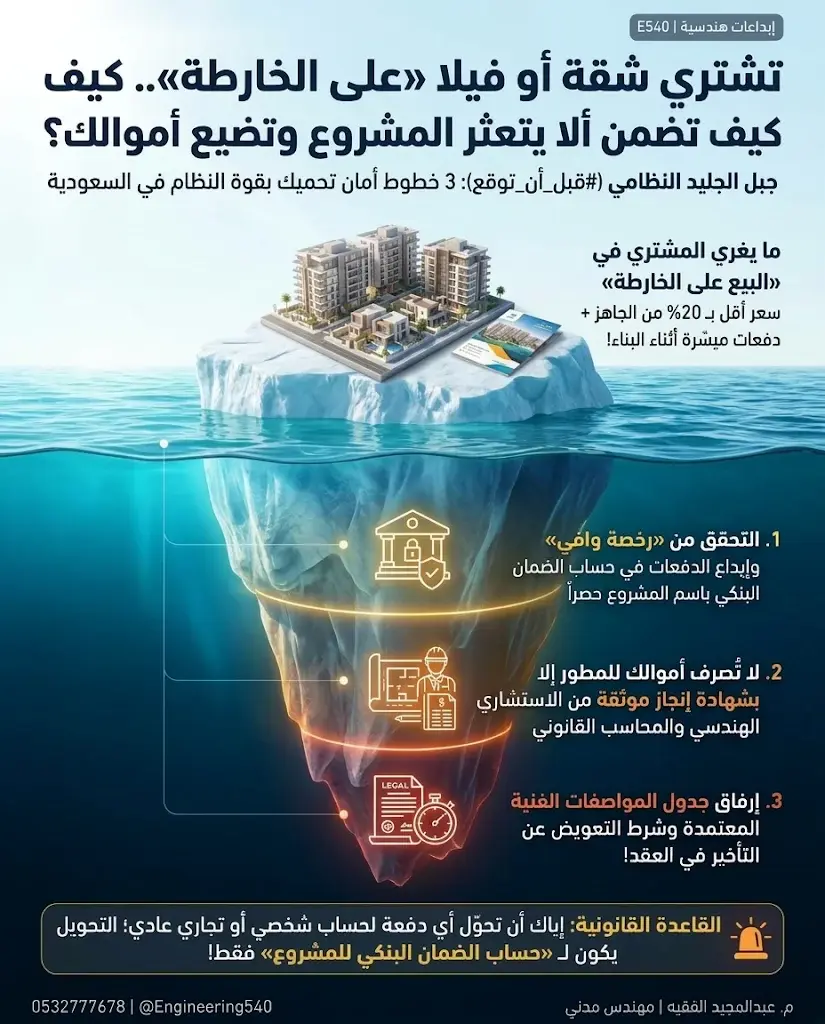 إبداعات هندسية | E540
تشتري شقة أو فيلا «على الخارطة».. كيف
كيف تضمن ألا يتعثر المشروع وتضيع أموالك؟
جبل الجليد النظامي (#قبل_أن_توقع): 3 خطوط أمان تحميك بقوة النظام في السعودية
ما يغري المشتري في
«البيع على الخارطة»
سعر أقل بـ 20% من الجاهز +
دفعات ميسّرة أثناء البناء!
1. التحقق من «رخصة وافي»
وإيداع الدفعات في حساب الضمان
البنكي باسم المشروع حصراً
2. لا تُصرف أموالك للمطور إلا
بشهادة إنجاز موثقة من الاستشاري
الهندسي والمحاسب القانوني
LEGAL
3. إرفاق جدول المواصفات الفنية
المعتمدة وشرط التعويض عن
التأخير في العقد!
القاعدة القانونية: إياك أن تحوّل أي دفعة لحساب شخصي أو تجاري عادي؛ التحويل
يكون لـ «حساب الضمان البنكي للمشروع» فقط!
م. عبدالمجيد الفقيه | مهندس مدني
0532777678 | @Engineering540